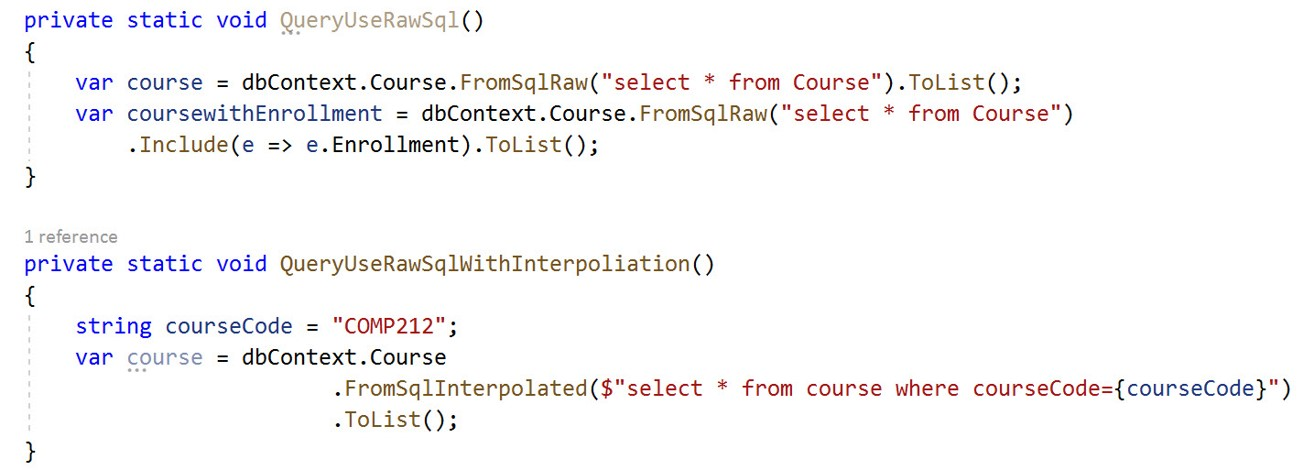 private static void QueryUseRawSql()
{
var course = dbContext.Course.FromSqlRaw("select * from Course").ToList();
var coursewithEnrollment = dbContext.Course.FromSqlRaw("select * from Course")
.Include(e => e.Enrollment).ToList();
}
1 reference
private static void QueryUseRawSqlWithInterpoliation()
{
string courseCode = "COMP212";
var course = dbContext.Course
.FromSqlInterpolated($"select * from course where courseCode={courseCode}")
.ToList();
}